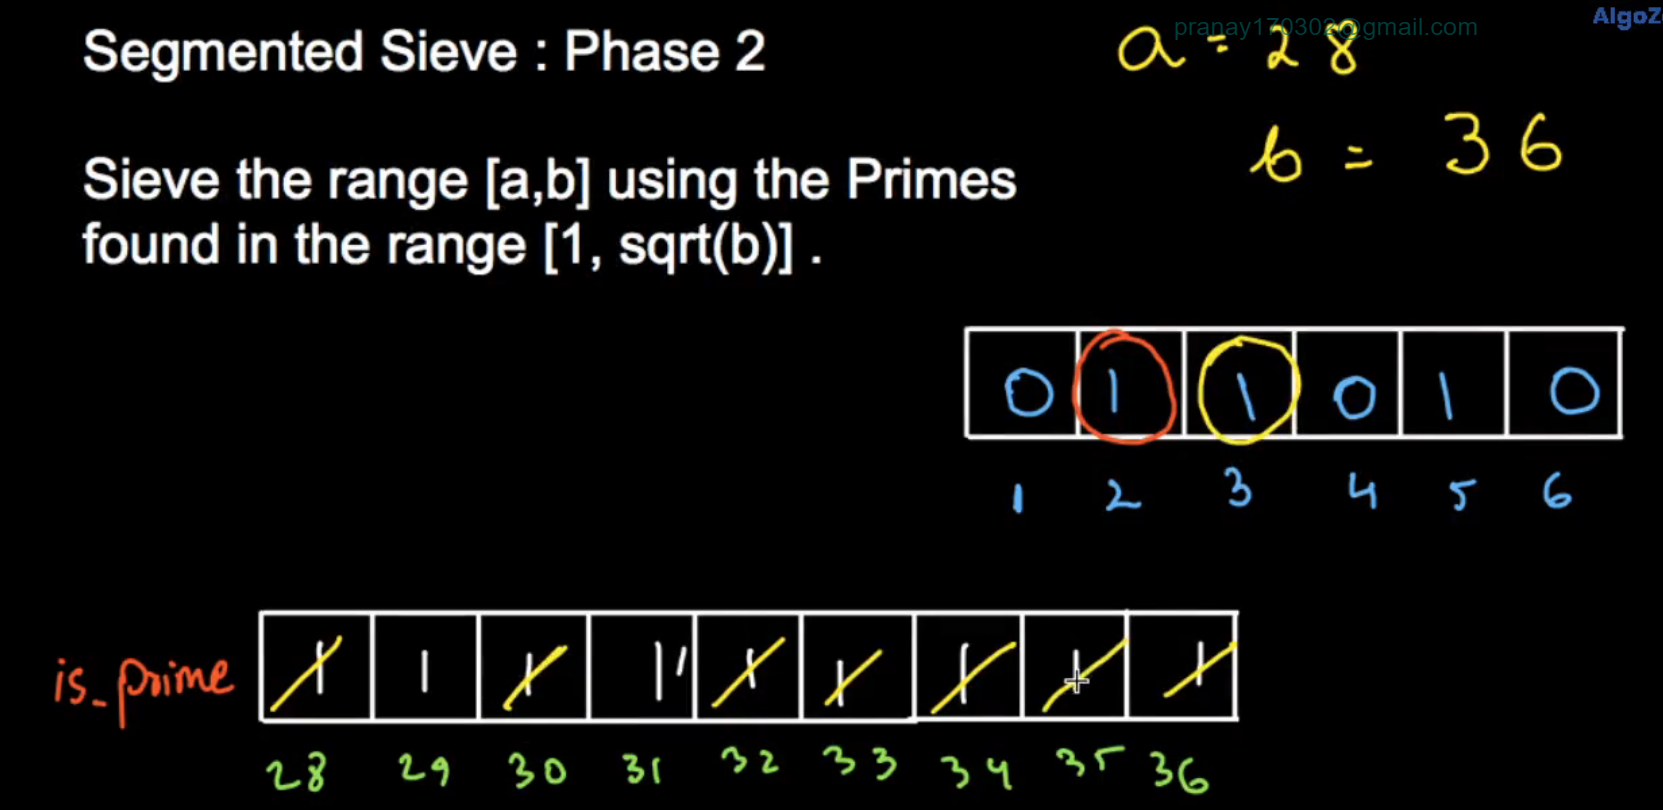 AlgoZ
pranay170302@gmail.com
Segmented Sieve : Phase 2
a = 28
b = 36
Sieve the range [a,b] using the Primes
found in the range [1, sqrt(b)] .
0 1 1 0 1 0
1 2 3 4 5 6
is_prime 1 1 1 1 1 1 1 1 1
28 29 30 31 32 33 34 35 36